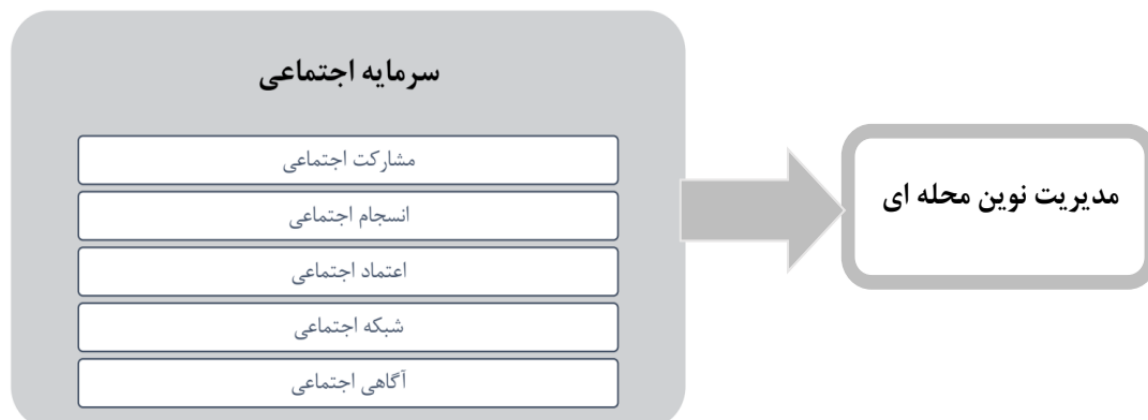 سرمایه اجتماعی
مشارکت اجتماعی
انسجام اجتماعی
اعتماد اجتماعی
شبکه اجتماعی
آگاهی اجتماعی
مدیریت نوین محله ای